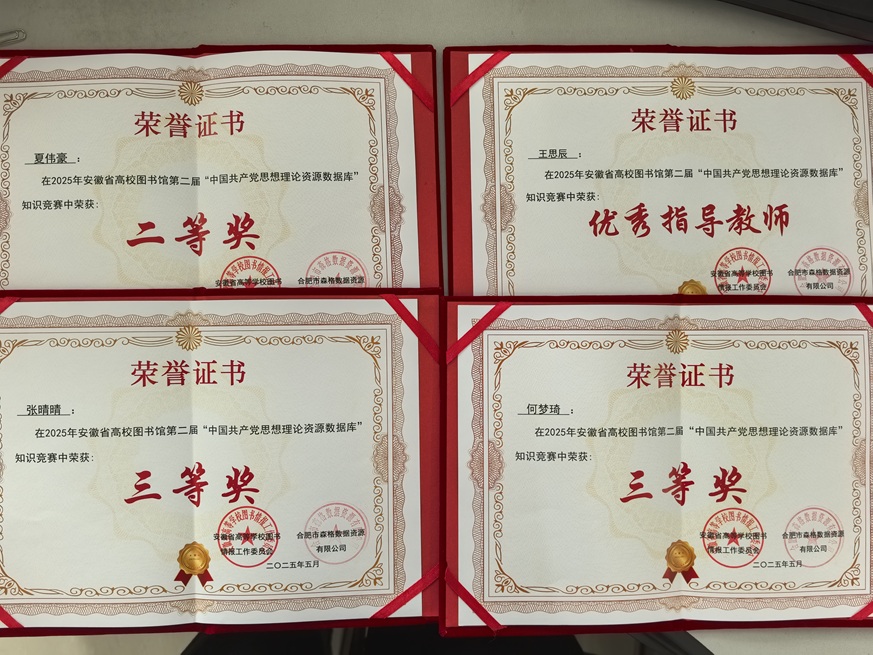 荣誉证书
夏伟豪 ：
在2025年安徽省高校图书馆第二届“中国共产党思想理论资源数据库”
知识竞赛中荣获：
二等奖
安徽省高等学校图书
合肥市森格数据资源
荣誉证书
王思辰 ：
在2025年安徽省高校图书馆第二届“中国共产党思想理论资源数据库”
知识竞赛中荣获：
优秀指导教师
安徽省高等学校图书
情报工作委员会
合肥市森格数据资源
有限公司
荣誉证书
张晴晴 ：
在2025年安徽省高校图书馆第二届“中国共产党思想理论资源数据库”
知识竞赛中荣获：
三等奖
安徽省高等学校图书
情报工作委员会
合肥市森格数据资源
有限公司
二〇二五年五月
荣誉证书
何梦琦 ：
在2025年安徽省高校图书馆第二届“中国共产党思想理论资源数据库”
知识竞赛中荣获：
三等奖
安徽省高等学校图书
情报工作委员会
合肥市森格数据资源
有限公司
二〇二五年五月